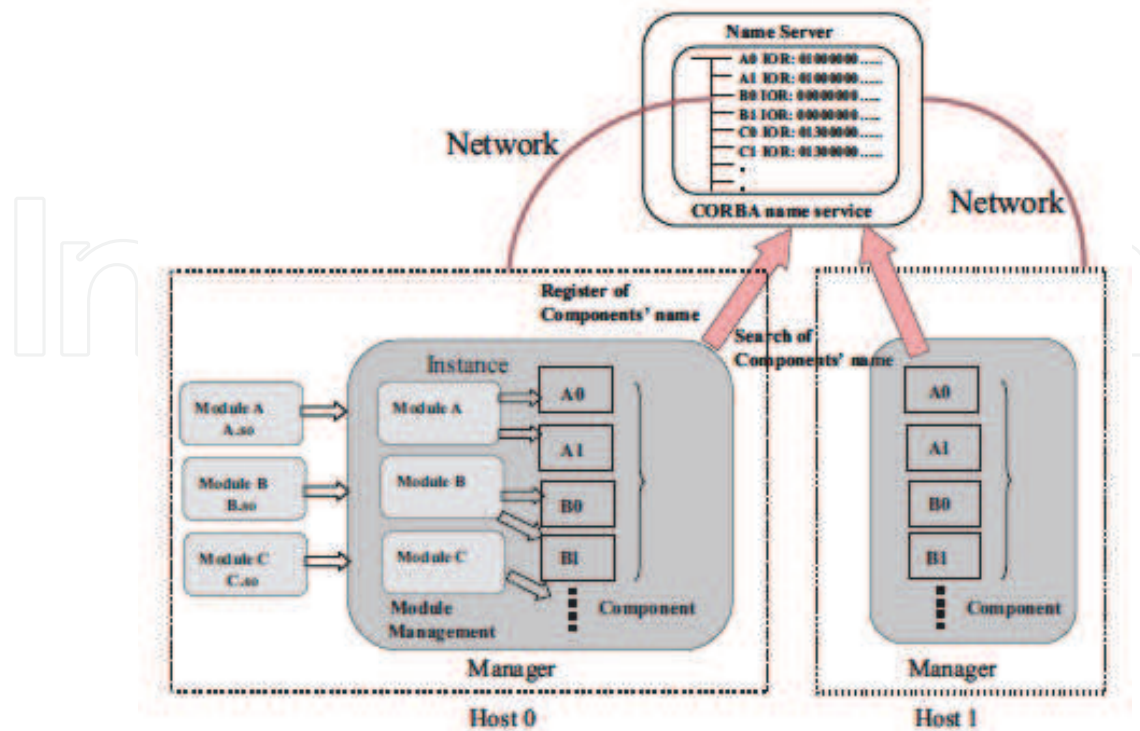 Name Server
A0 IOR: 01000000......
A1 IOR: 01000000......
B0 IOR: 00000000.....
B1 IOR: 00000000.....
C0 IOR: 01300000.....
C1 IOR: 01300000......
CORBA name service
Network
Network
Register of
Components' name
Search of
Components' name
Instance
Module A
A.so
Module B
B.so
Module C
C.so
Module A
Module B
Module C
A0
A1
B0
B1
Module
Management
Component
Manager
Host 0
A0
A1
B0
B1
Component
Manager
Host 1
In